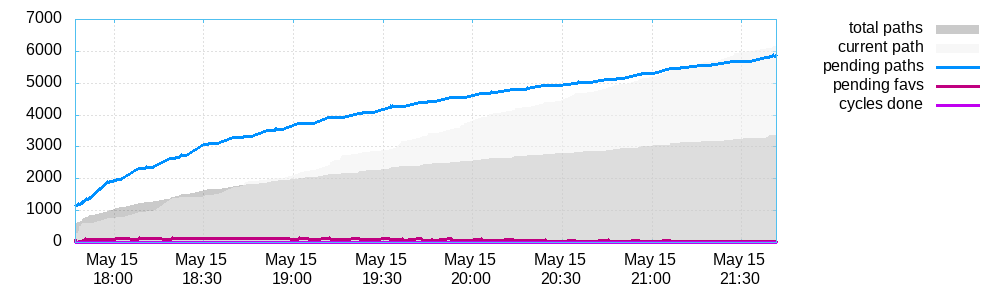 7000
6000
5000
4000
3000
2000
1000
0
May 15 18:00
May 15 18:30
May 15 19:00
May 15 19:30
May 15 20:00
May 15 20:30
May 15 21:00
May 15 21:30
total paths
current path
pending paths
pending favs
cycles done